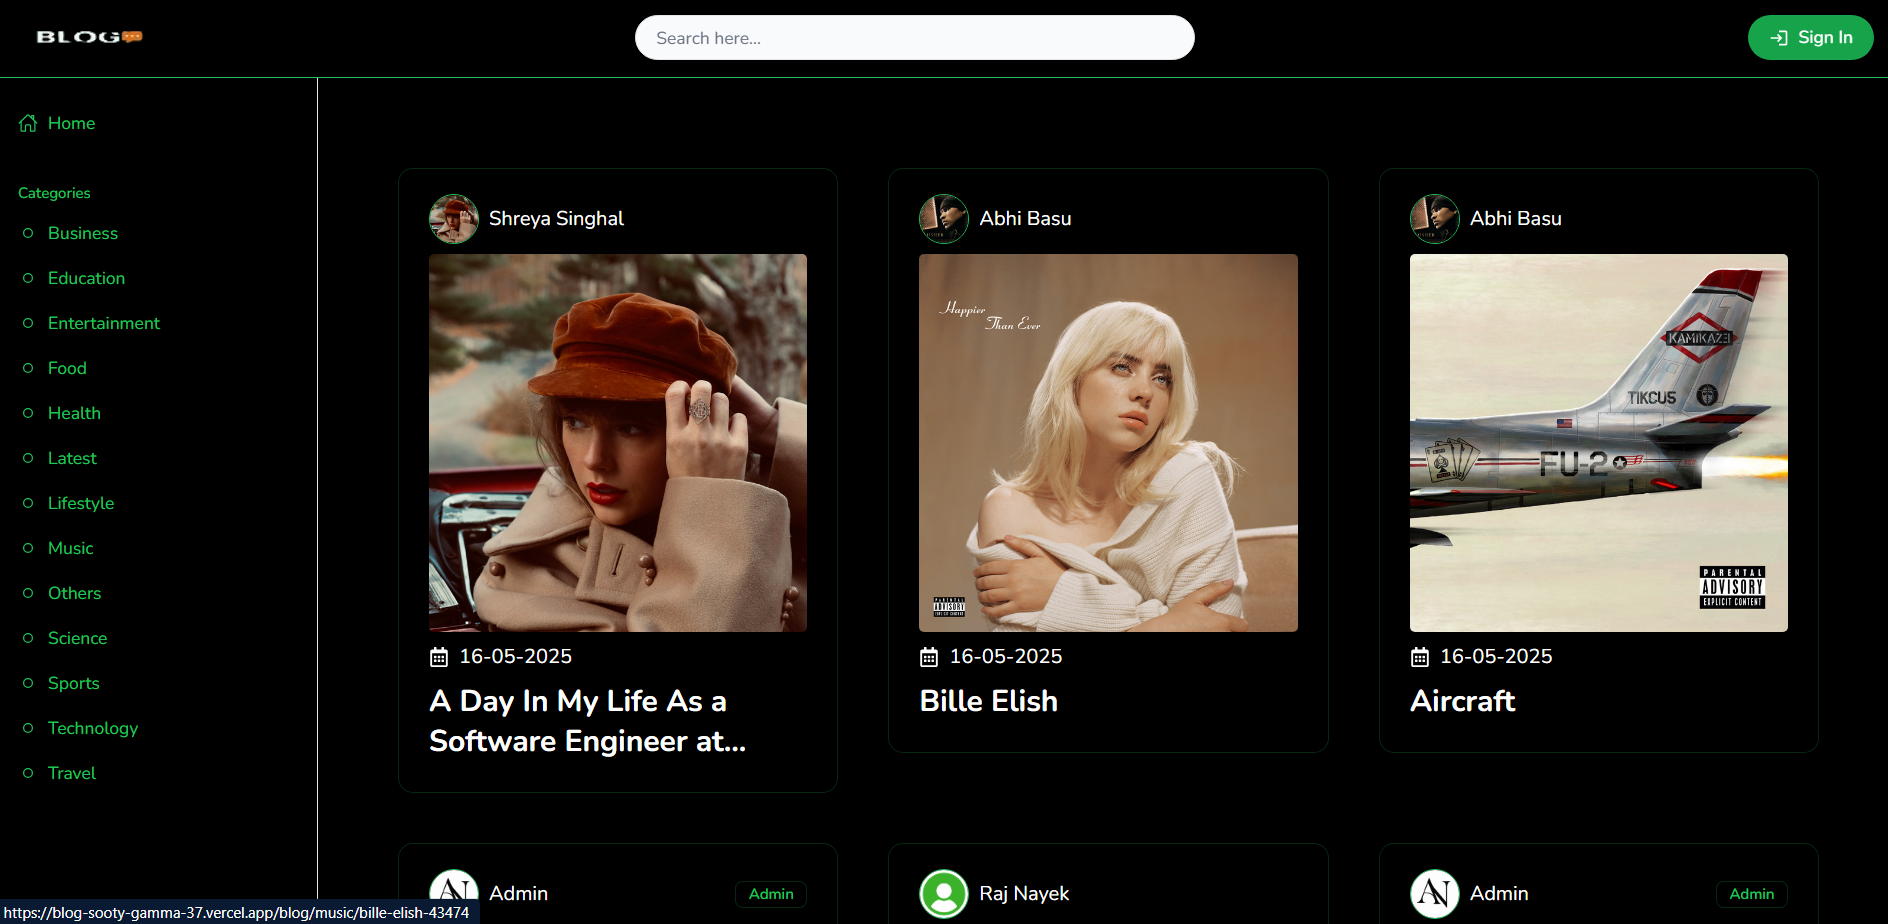 BLOG
Search here...
Sign In
Home
Categories
Business
Education
Entertainment
Food
Health
Latest
Lifestyle
Music
Others
Science
Sports
Technology
Travel
Shreya Singhal
16-05-2025
A Day In My Life As a
Software Engineer at...
Abhi Basu
Happier
Than Ever
PARENTAL
ADVISORY
EXPLICIT CONTENT
16-05-2025
Bille Elish
Abhi Basu
KAMIKAZE
TIKCU5
FU-2
PARENTAL
ADVISORY
EXPLICIT CONTENT
16-05-2025
Aircraft
Admin
Admin
Raj Nayek
Admin
Admin
https://blog-sooty-gamma-37.vercel.app/blog/music/bille-elish-43474